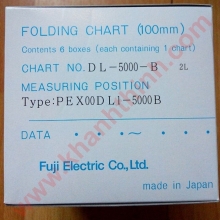 FOLDING CHART (100mm)
Contents 6 boxes (each containing 1 chart)
CHART NO. DL-5000-B 2L
MEASURING POSITION
Type: PEX00DL1-5000B
DATA · · · ~ · · ·
Fuji Electric Co., Ltd.
made in Japan